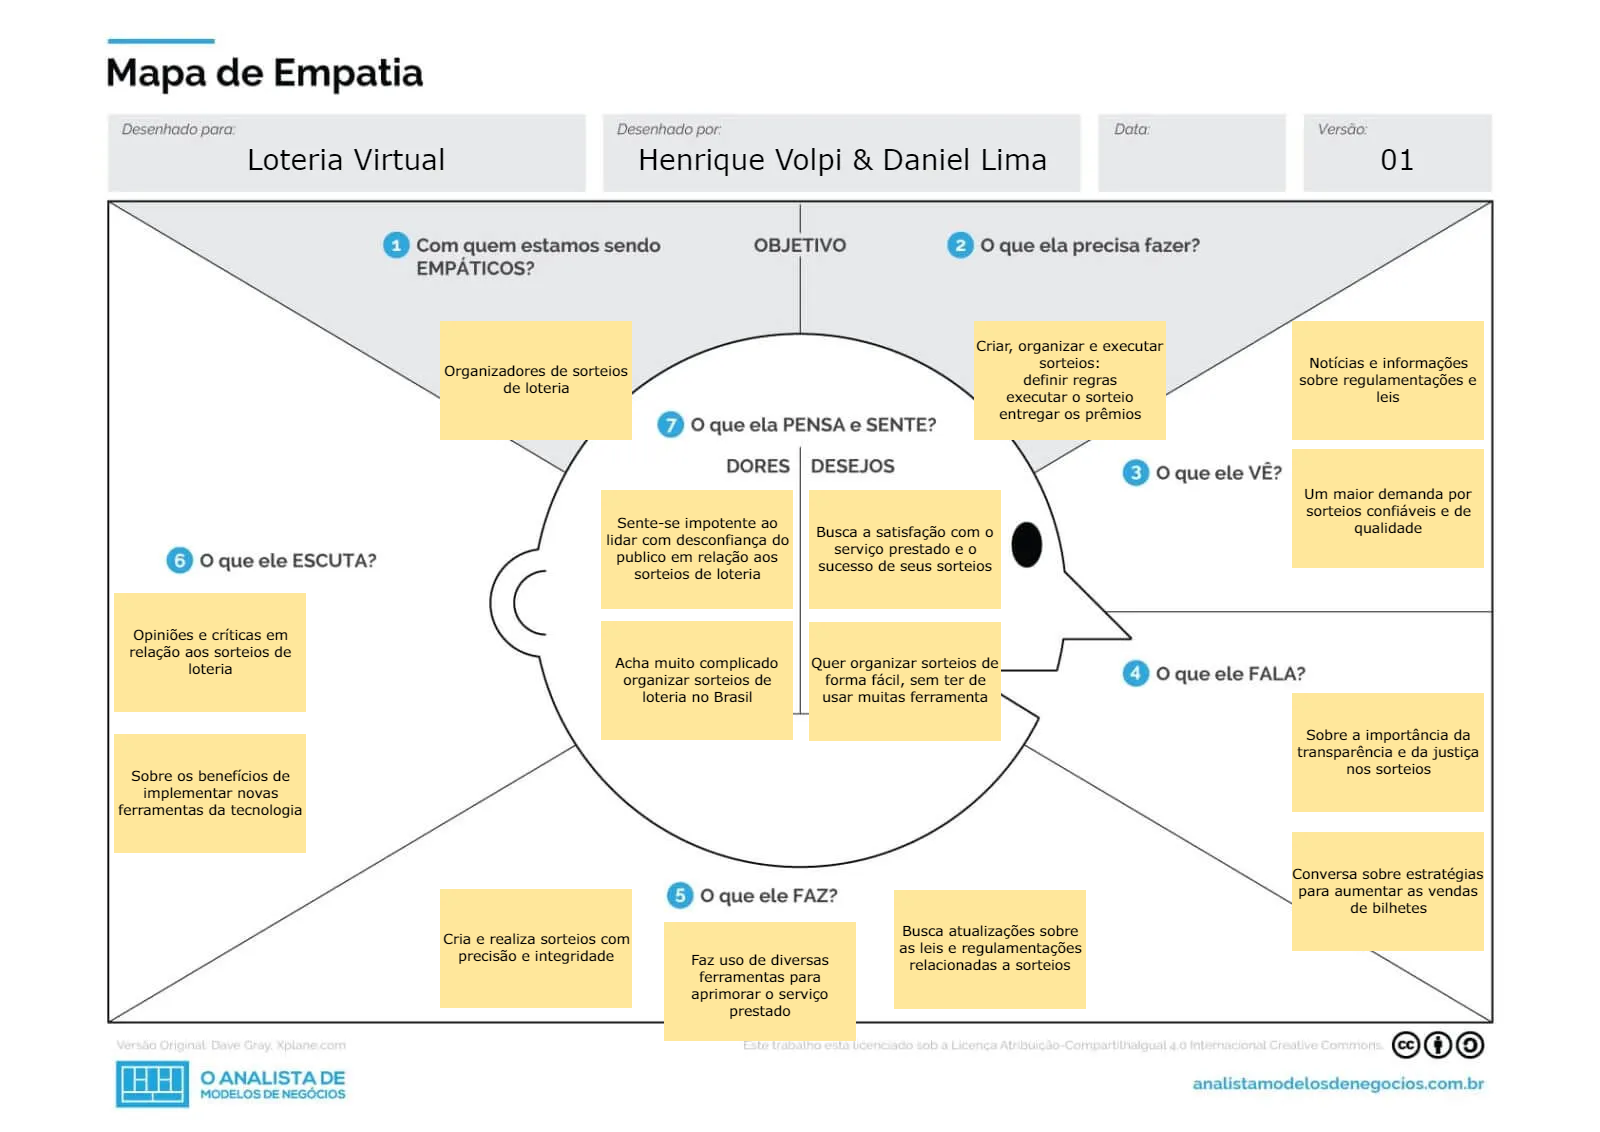 Mapa de Empatia
Desenhado para:
Loteria Virtual
Desenhado por:
Henrique Volpi & Daniel Lima
Data:
Versão:
01
1 Com quem estamos sendo
EMPÁTICOS?
OBJETIVO
2 O que ela precisa fazer?
Organizadores de sorteios
de loteria
Criar, organizar e executar
sorteios:
definir regras
executar o sorteio
entregar os prêmios
Notícias e informações
sobre regulamentações e
leis
3 O que ele VÊ?
Um maior demanda por
sorteios confiáveis e de
qualidade
7 O que ela PENSA e SENTE?
DORES
DESEJOS
Sente-se impotente ao
lidar com desconfiança do
publico em relação aos
sorteios de loteria
Busca a satisfação com o
serviço prestado e o
sucesso de seus sorteios
Acha muito complicado
organizar sorteios de
loteria no Brasil
Quer organizar sorteios de
forma fácil, sem ter de
usar muitas ferramenta
6 O que ele ESCUTA?
Opiniões e críticas em
relação aos sorteios de
loteria
Sobre os benefícios de
implementar novas
ferramentas da tecnologia
4 O que ele FALA?
Sobre a importância da
transparência e da justiça
nos sorteios
Conversa sobre estratégias
para aumentar as vendas
de bilhetes
5 O que ele FAZ?
Cria e realiza sorteios com
precisão e integridade
Faz uso de diversas
ferramentas para
aprimorar o serviço
prestado
Busca atualizações sobre
as leis e regulamentações
relacionadas a sorteios
Versão Original: Dave Gray, Xplane.com
Este trabalho está licenciado sob a Licença Atribuição-CompartilhaIgual 4.0 Internacional Creative Commons.
cc
O ANALISTA DE
MODELOS DE NEGÓCIOS
analistamodelosdenegocios.com.br